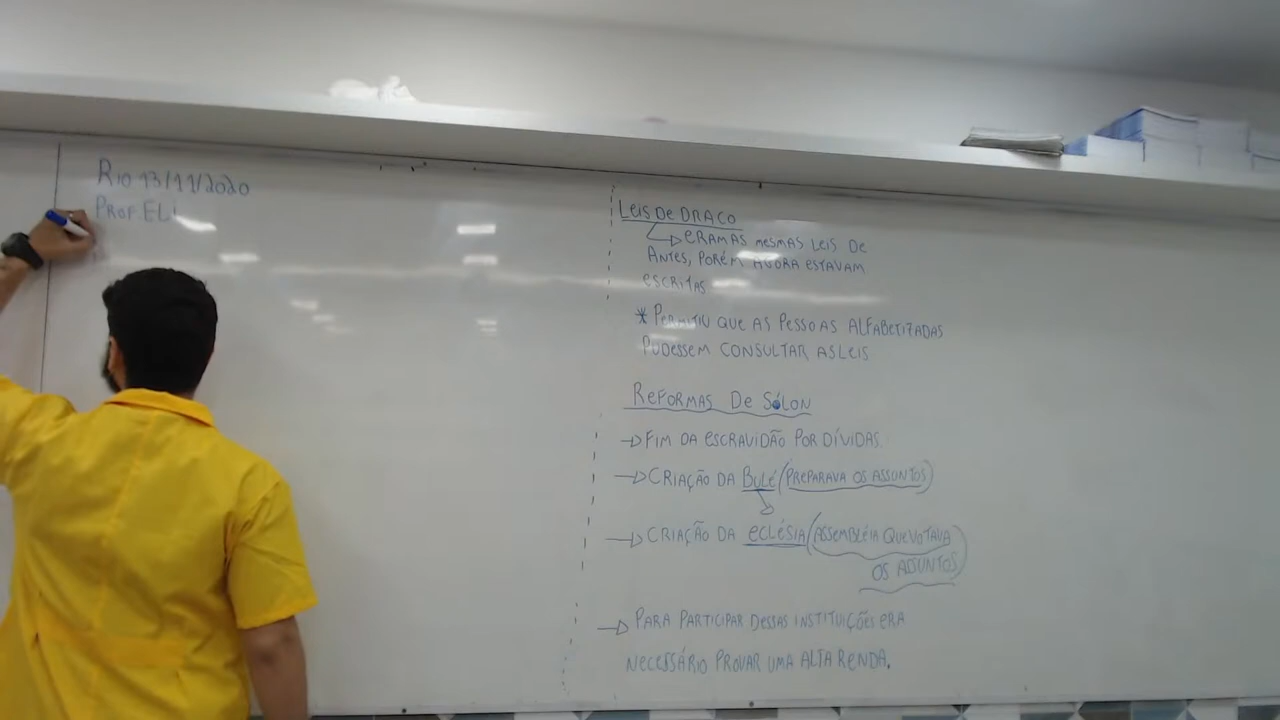 Rio 13/11/2020
Prof. ELi
Leis De DRACO
eRAM AS MESMAS LEIS DE
ANTES, PORÉM AGORA ESTAVAM
ESCRITAS
* PERMITIU QUE AS PESSOAS ALFABETIZADAS
PUDESSEM CONSULTAR AS LEIS
ReFORMAS De SÓLON
FIM DA eSCRAVIDÃO POR DÍVIDAS
CRIAÇÃO DA BULÉ (PREPARAVA OS ASSUNTOS)
CRIAÇÃO DA eCLÉSIA (ASSEMBLÉIA QUE VOTAVA
OS ASSUNTOS)
PARA PARTICIPAR DESSAS INSTITUIÇÕES eRA
NECESSÁRIO PROVAR UMA ALTA RENDA.